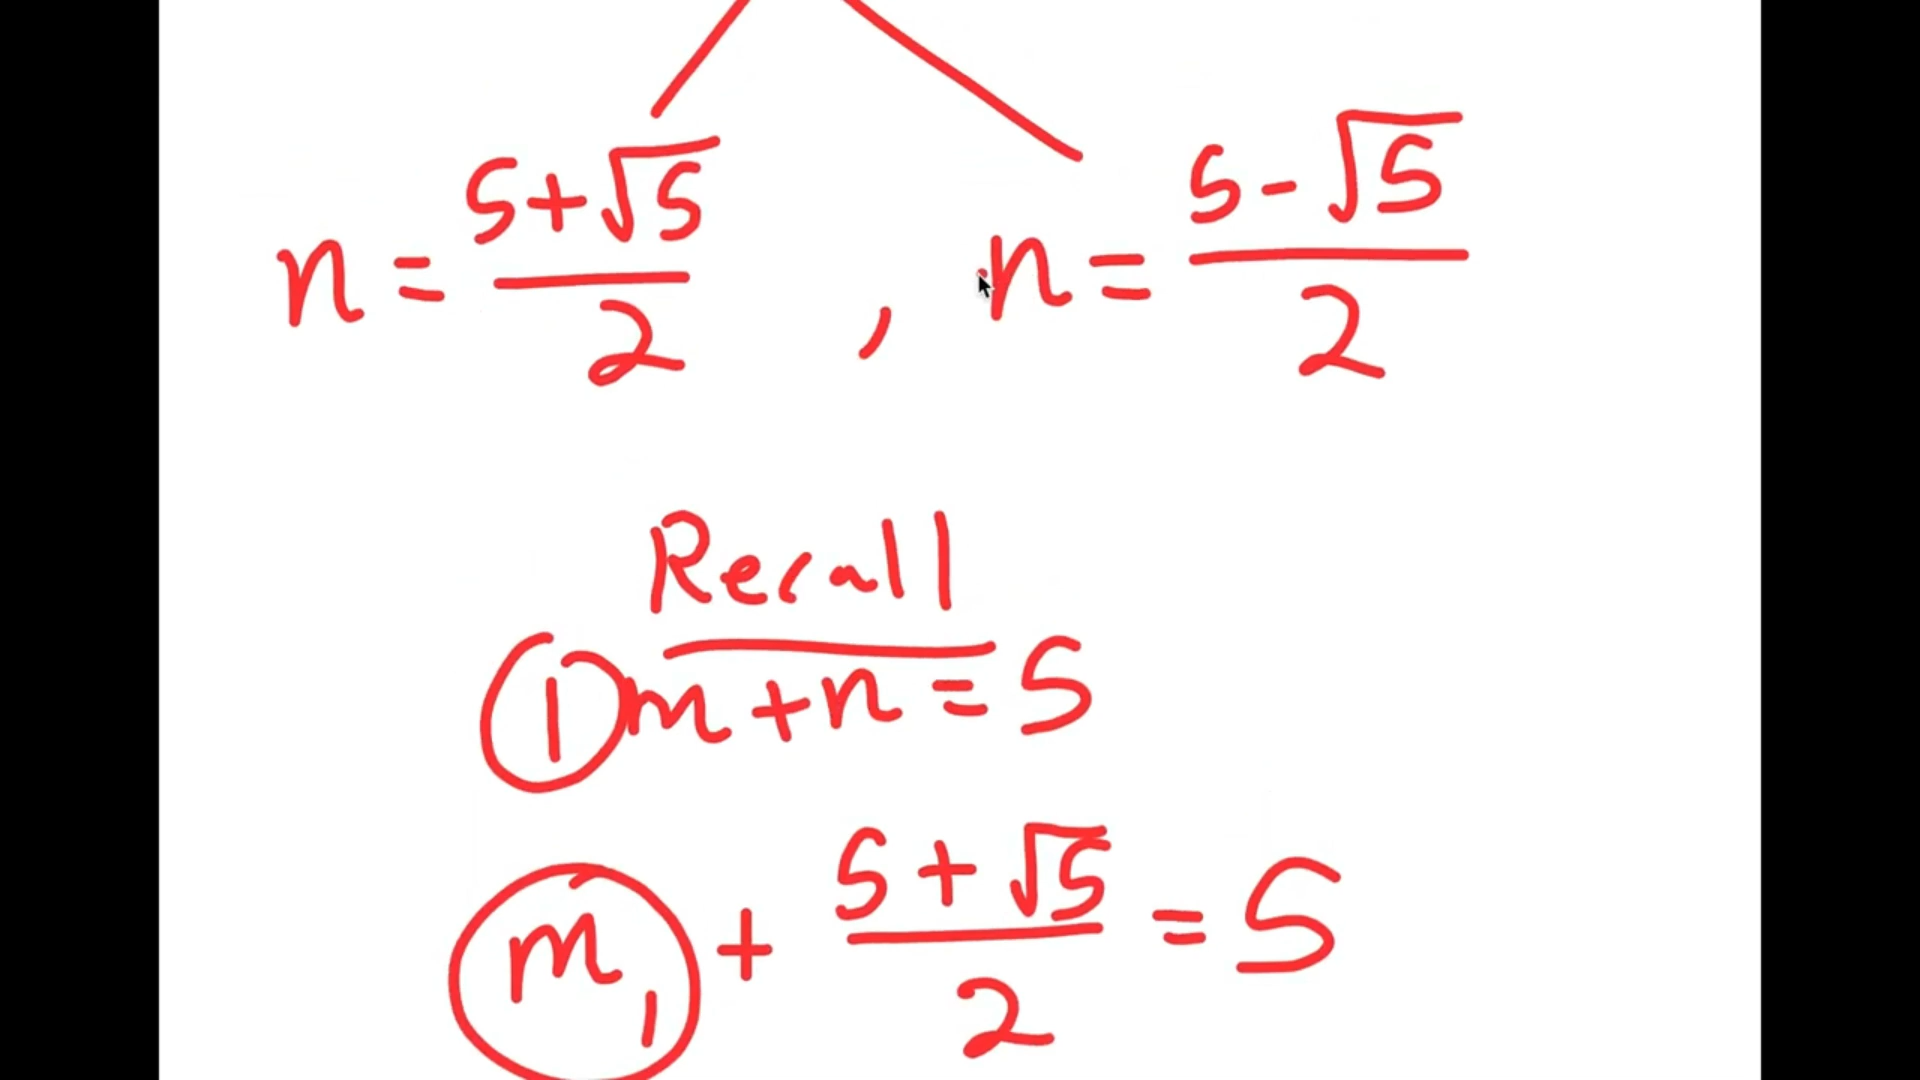 n = (5+√5)/2 , n = (5-√5)/2
Recall
① m+n = 5
m₁ + (5+√5)/2 = 5